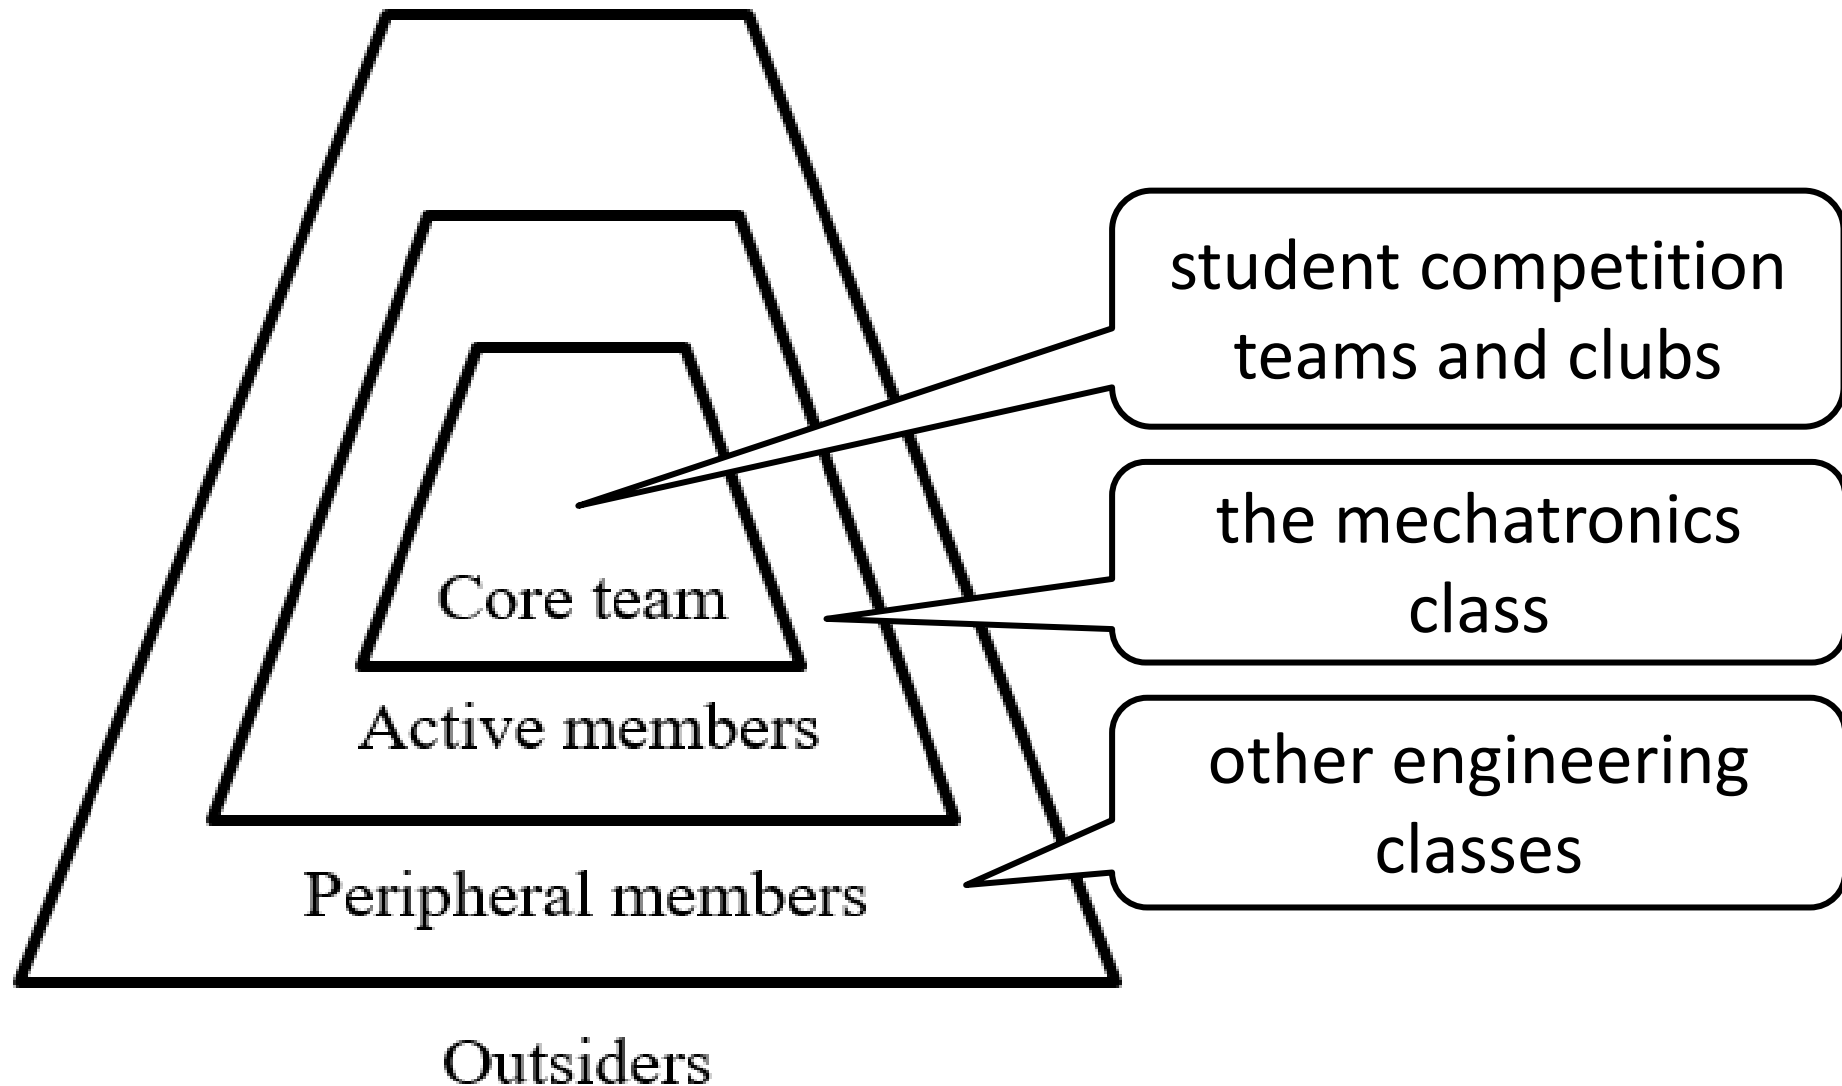 student competition
teams and clubs
the mechatronics
class
other engineering
classes
Core team
Active members
Peripheral members
Outsiders